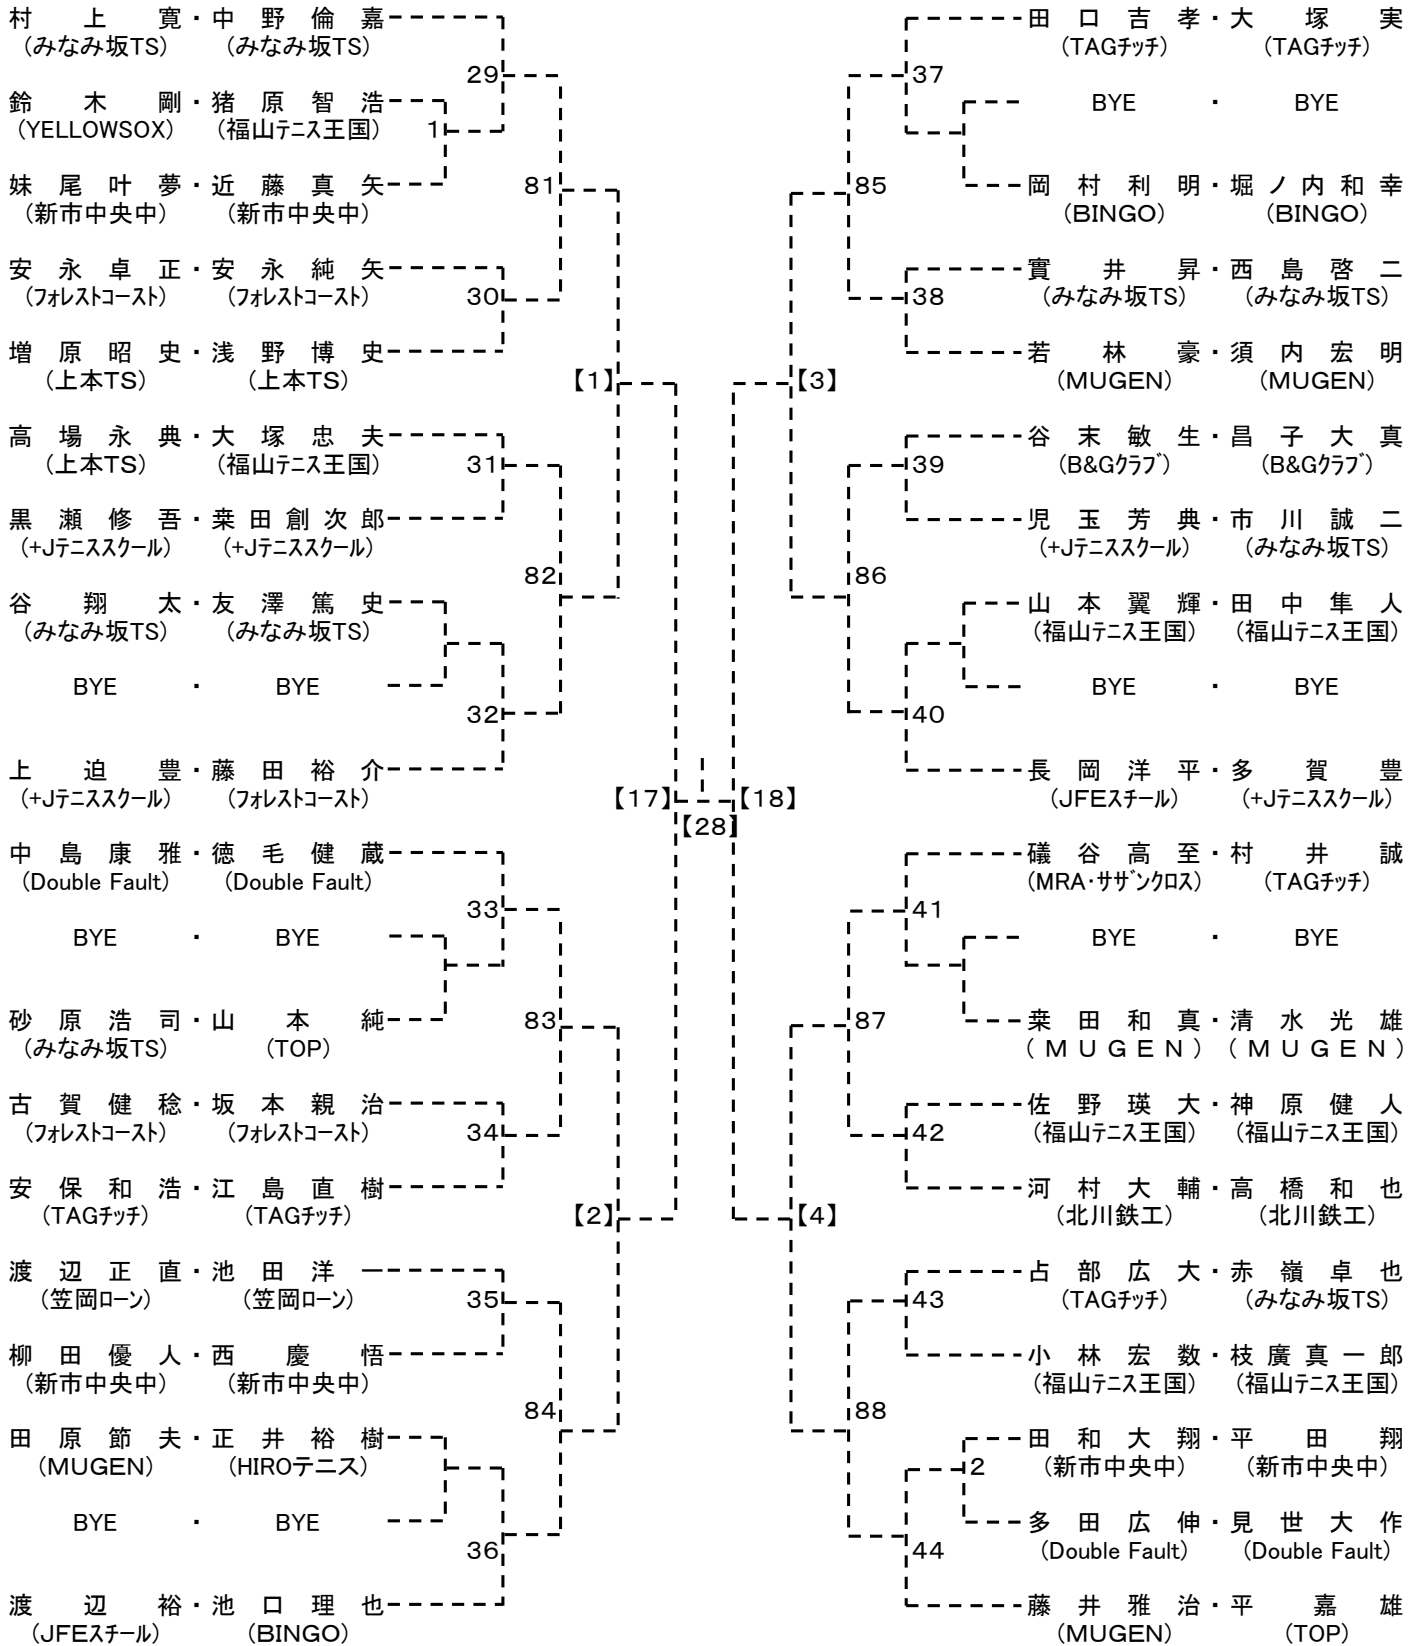 村上寛・中野倫嘉
(みなみ坂TS) (みなみ坂TS)
29
鈴木剛・猪原智浩
(YELLOWSOX) (福山テニス王国)
1
妹尾叶夢・近藤真矢
(新市中央中) (新市中央中)
81
安永卓正・安永純矢
(フォレストコースト) (フォレストコースト)
30
増原昭史・浅野博史
(上本TS) (上本TS)
【1】
高場永典・大塚忠夫
(上本TS) (福山テニス王国)
31
黒瀬修吾・桒田創次郎
(+Jテニススクール) (+Jテニススクール)
82
谷翔太・友澤篤史
(みなみ坂TS) (みなみ坂TS)
BYE ・ BYE
32
上迫豊・藤田裕介
(+Jテニススクール) (フォレストコースト)
【17】
【28】
中島康雅・徳毛健蔵
(Double Fault) (Double Fault)
33
BYE ・ BYE
砂原浩司・山本純
(みなみ坂TS) (TOP)
83
古賀健稔・坂本親治
(フォレストコースト) (フォレストコースト)
34
安保和浩・江島直樹
(TAGチッチ) (TAGチッチ)
【2】
渡辺正直・池田洋一
(笠岡ローン) (笠岡ローン)
35
柳田優人・西慶悟
(新市中央中) (新市中央中)
84
田原節夫・正井裕樹
(MUGEN) (HIROテニス)
BYE ・ BYE
36
渡辺裕・池口理也
(JFEスチール) (BINGO)
田口吉孝・大塚実
(TAGチッチ) (TAGチッチ)
37
BYE ・ BYE
85
岡村利明・堀ノ内和幸
(BINGO) (BINGO)
實井昇・西島啓二
(みなみ坂TS) (みなみ坂TS)
38
若林豪・須内宏明
(MUGEN) (MUGEN)
【3】
谷末敏生・昌子大真
(B&Gクラブ) (B&Gクラブ)
39
児玉芳典・市川誠二
(+Jテニススクール) (みなみ坂TS)
86
山本翼輝・田中隼人
(福山テニス王国) (福山テニス王国)
BYE ・ BYE
40
長岡洋平・多賀豊
(JFEスチール) (+Jテニススクール)
【18】
礒谷高至・村井誠
(MRA・サザンクロス) (TAGチッチ)
41
BYE ・ BYE
87
桒田和真・清水光雄
(MUGEN) (MUGEN)
佐野瑛大・神原健人
(福山テニス王国) (福山テニス王国)
42
河村大輔・高橋和也
(北川鉄工) (北川鉄工)
【4】
占部広大・赤嶺卓也
(TAGチッチ) (みなみ坂TS)
43
小林宏数・枝廣真一郎
(福山テニス王国) (福山テニス王国)
88
田和大翔・平田翔
(新市中央中) (新市中央中)
2
多田広伸・見世大作
(Double Fault) (Double Fault)
44
藤井雅治・平嘉雄
(MUGEN) (TOP)